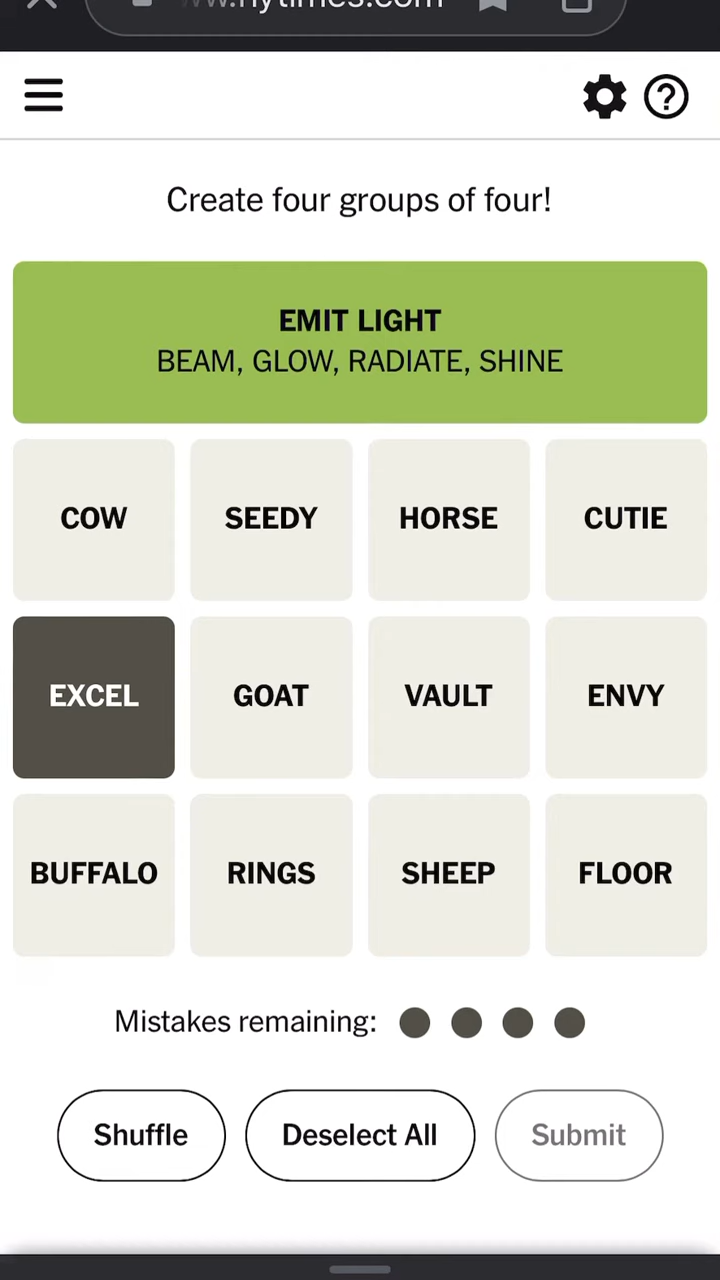 www.nytimes.com
Create four groups of four!
EMIT LIGHT
BEAM, GLOW, RADIATE, SHINE
COW SEEDY HORSE CUTIE
EXCEL GOAT VAULT ENVY
BUFFALO RINGS SHEEP FLOOR
Mistakes remaining:
Shuffle Deselect All Submit